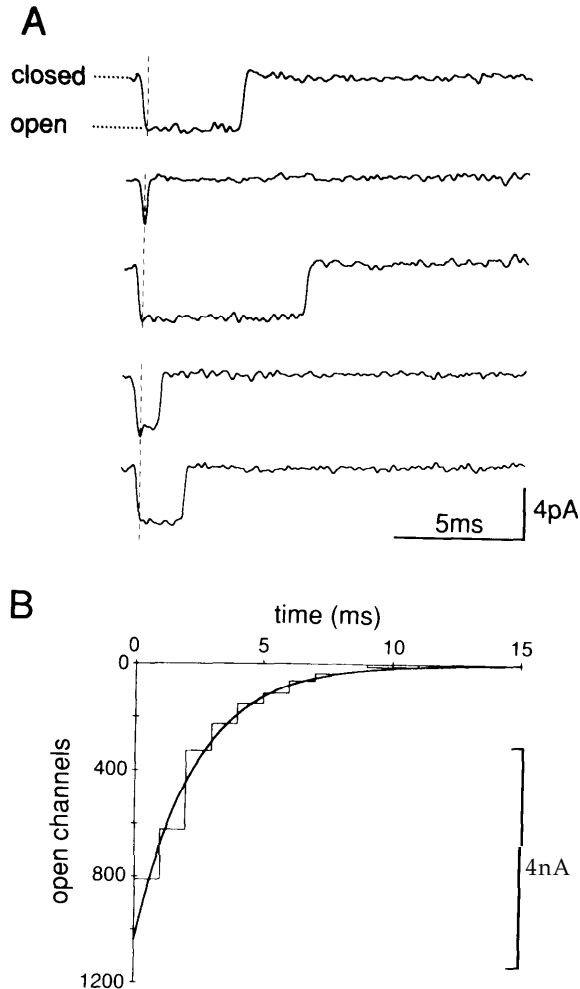 A
closed
open
5ms
4pA
B
time (ms)
0 5 10 15
0
400
800
1200
open channels
4nA